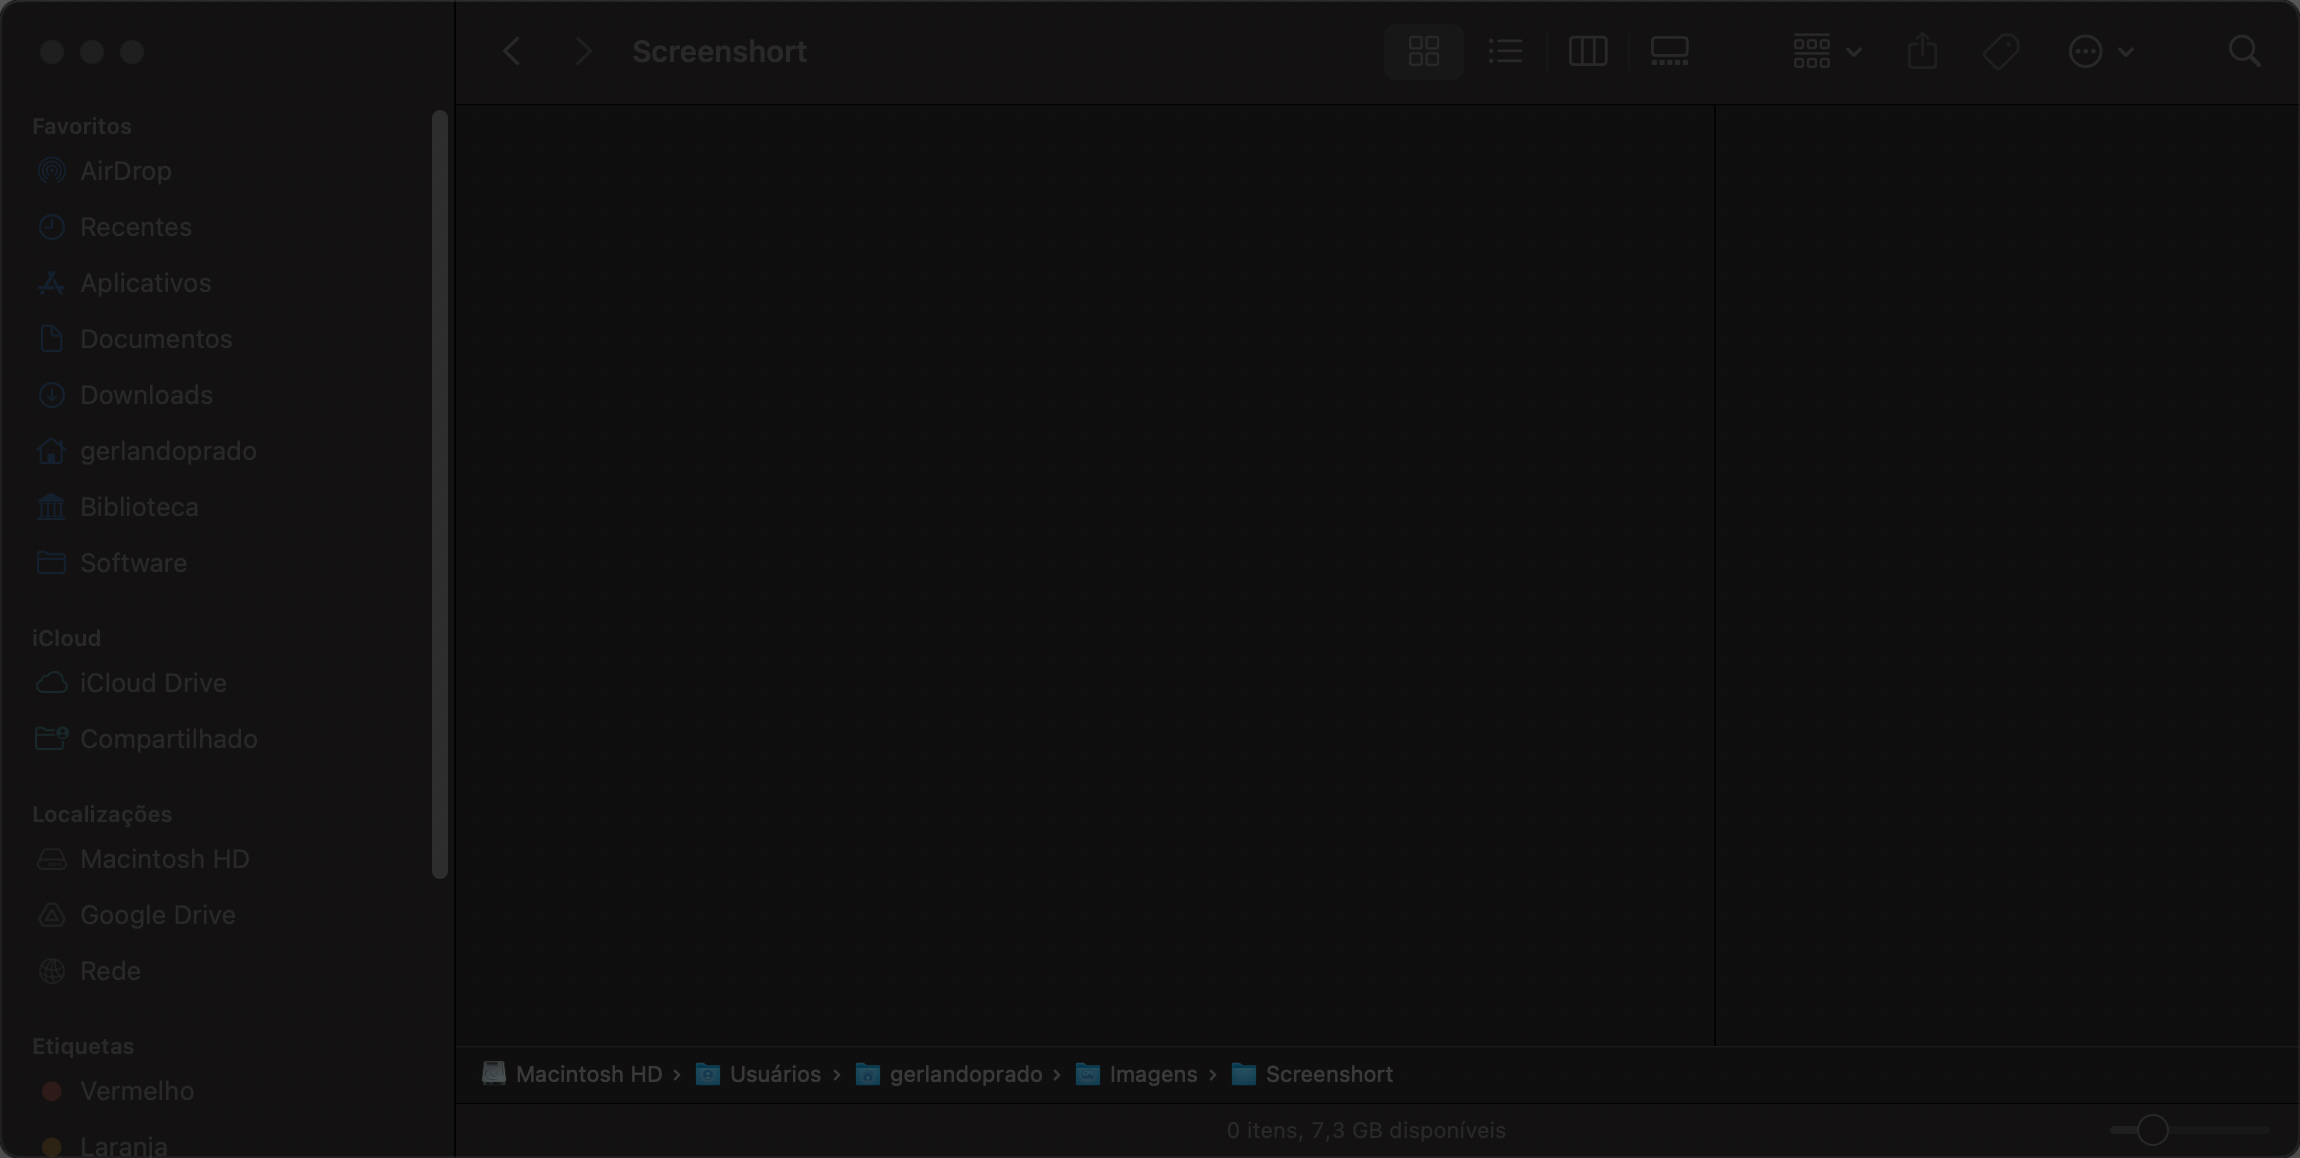 Screenshort
Favoritos
AirDrop
Recentes
Aplicativos
Documentos
Downloads
gerlandoprado
Biblioteca
Software
iCloud
iCloud Drive
Compartilhado
Localizações
Macintosh HD
Google Drive
Rede
Etiquetas
Vermelho
Laranja
Macintosh HD › Usuários › gerlandoprado › Imagens › Screenshort
0 itens, 7,3 GB disponíveis